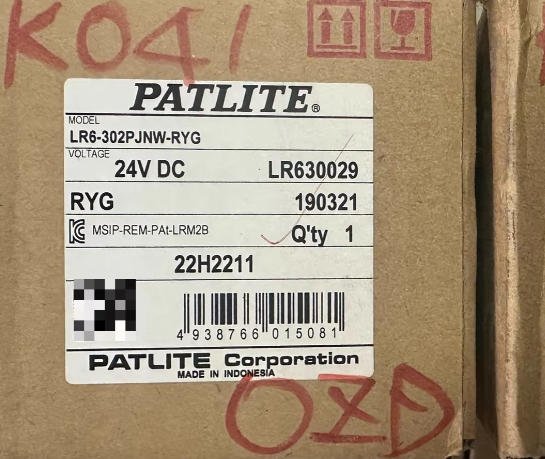 K041
PATLITE®
MODEL
LR6-302PJNW-RYG
VOLTAGE
24V DC LR630029
RYG 190321
MSIP-REM-PAt-LRM2B Q'ty 1
22H2211
4 938766 015081
PATLITE Corporation
MADE IN INDONESIA
OZD